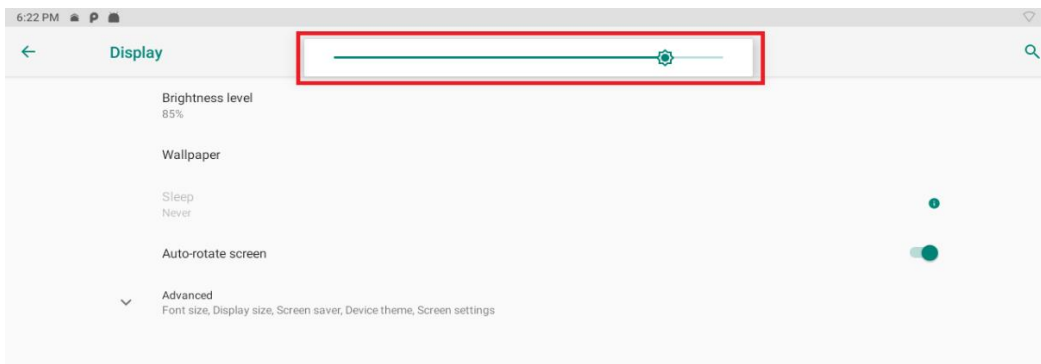 6:22 PM
Display
Brightness level
85%
Wallpaper
Sleep
Never
Auto-rotate screen
Advanced
Font size, Display size, Screen saver, Device theme, Screen settings